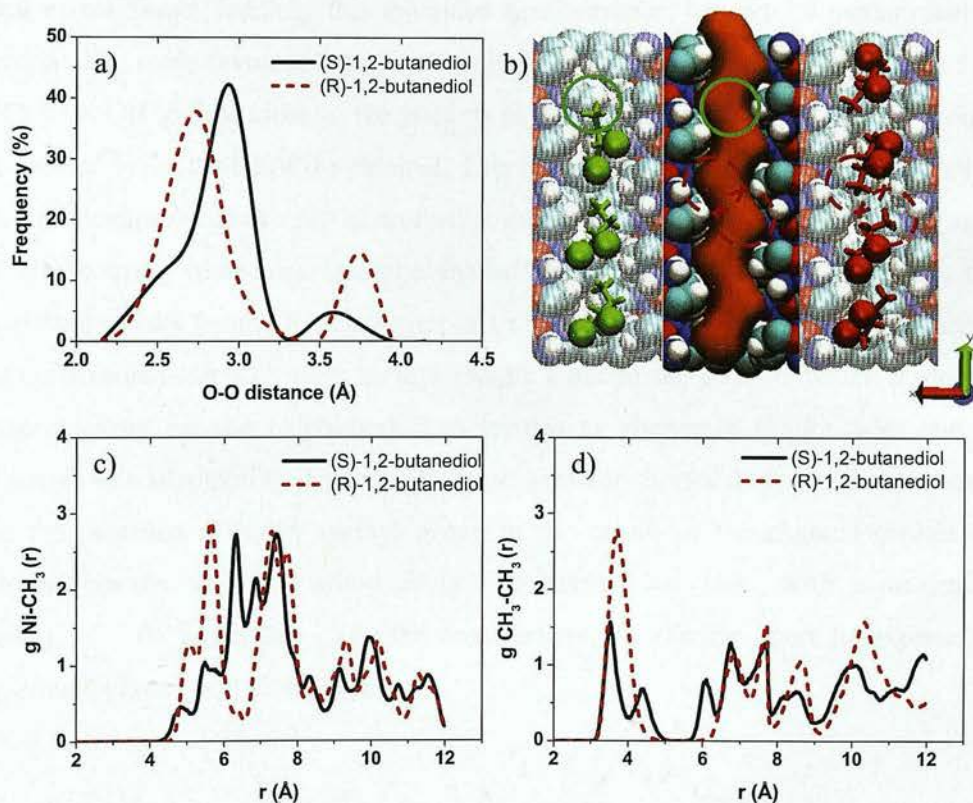 a)
(S)-1,2-butanediol
(R)-1,2-butanediol
Frequency (%)
50
40
30
20
10
0
2.0 2.5 3.0 3.5 4.0 4.5
O-O distance (Å)
b)
y
x
c)
(S)-1,2-butanediol
(R)-1,2-butanediol
g Ni-CH₃ (r)
4
3
2
1
0
2 4 6 8 10 12
r (Å)
d)
(S)-1,2-butanediol
(R)-1,2-butanediol
g CH₃-CH₃ (r)
4
3
2
1
0
2 4 6 8 10 12
r (Å)